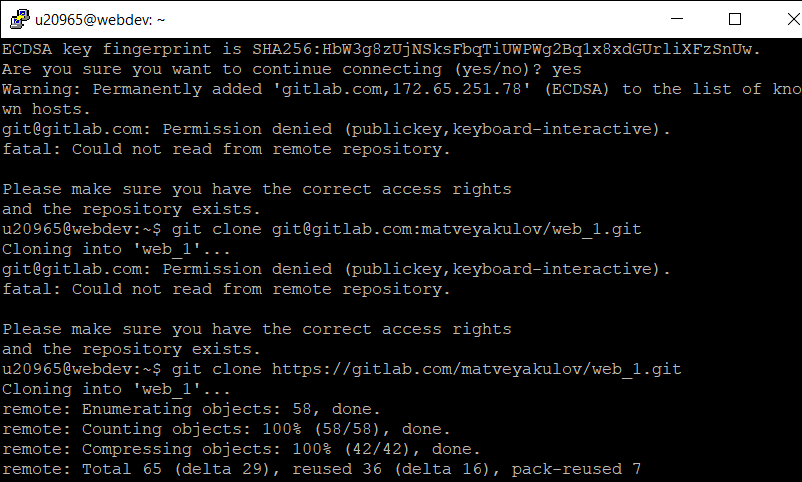 u20965@webdev: ~
ECDSA key fingerprint is SHA256:HbW3g8zUjNSksFbqTiUWPWg2Bq1x8xdGUrliXFzSnUw.
Are you sure you want to continue connecting (yes/no)? yes
Warning: Permanently added 'gitlab.com,172.65.251.78' (ECDSA) to the list of kno
wn hosts.
git@gitlab.com: Permission denied (publickey,keyboard-interactive).
fatal: Could not read from remote repository.

Please make sure you have the correct access rights
and the repository exists.
u20965@webdev:~$ git clone git@gitlab.com:matveyakulov/web_1.git
Cloning into 'web_1'...
git@gitlab.com: Permission denied (publickey,keyboard-interactive).
fatal: Could not read from remote repository.

Please make sure you have the correct access rights
and the repository exists.
u20965@webdev:~$ git clone https://gitlab.com/matveyakulov/web_1.git
Cloning into 'web_1'...
remote: Enumerating objects: 58, done.
remote: Counting objects: 100% (58/58), done.
remote: Compressing objects: 100% (42/42), done.
remote: Total 65 (delta 29), reused 36 (delta 16), pack-reused 7